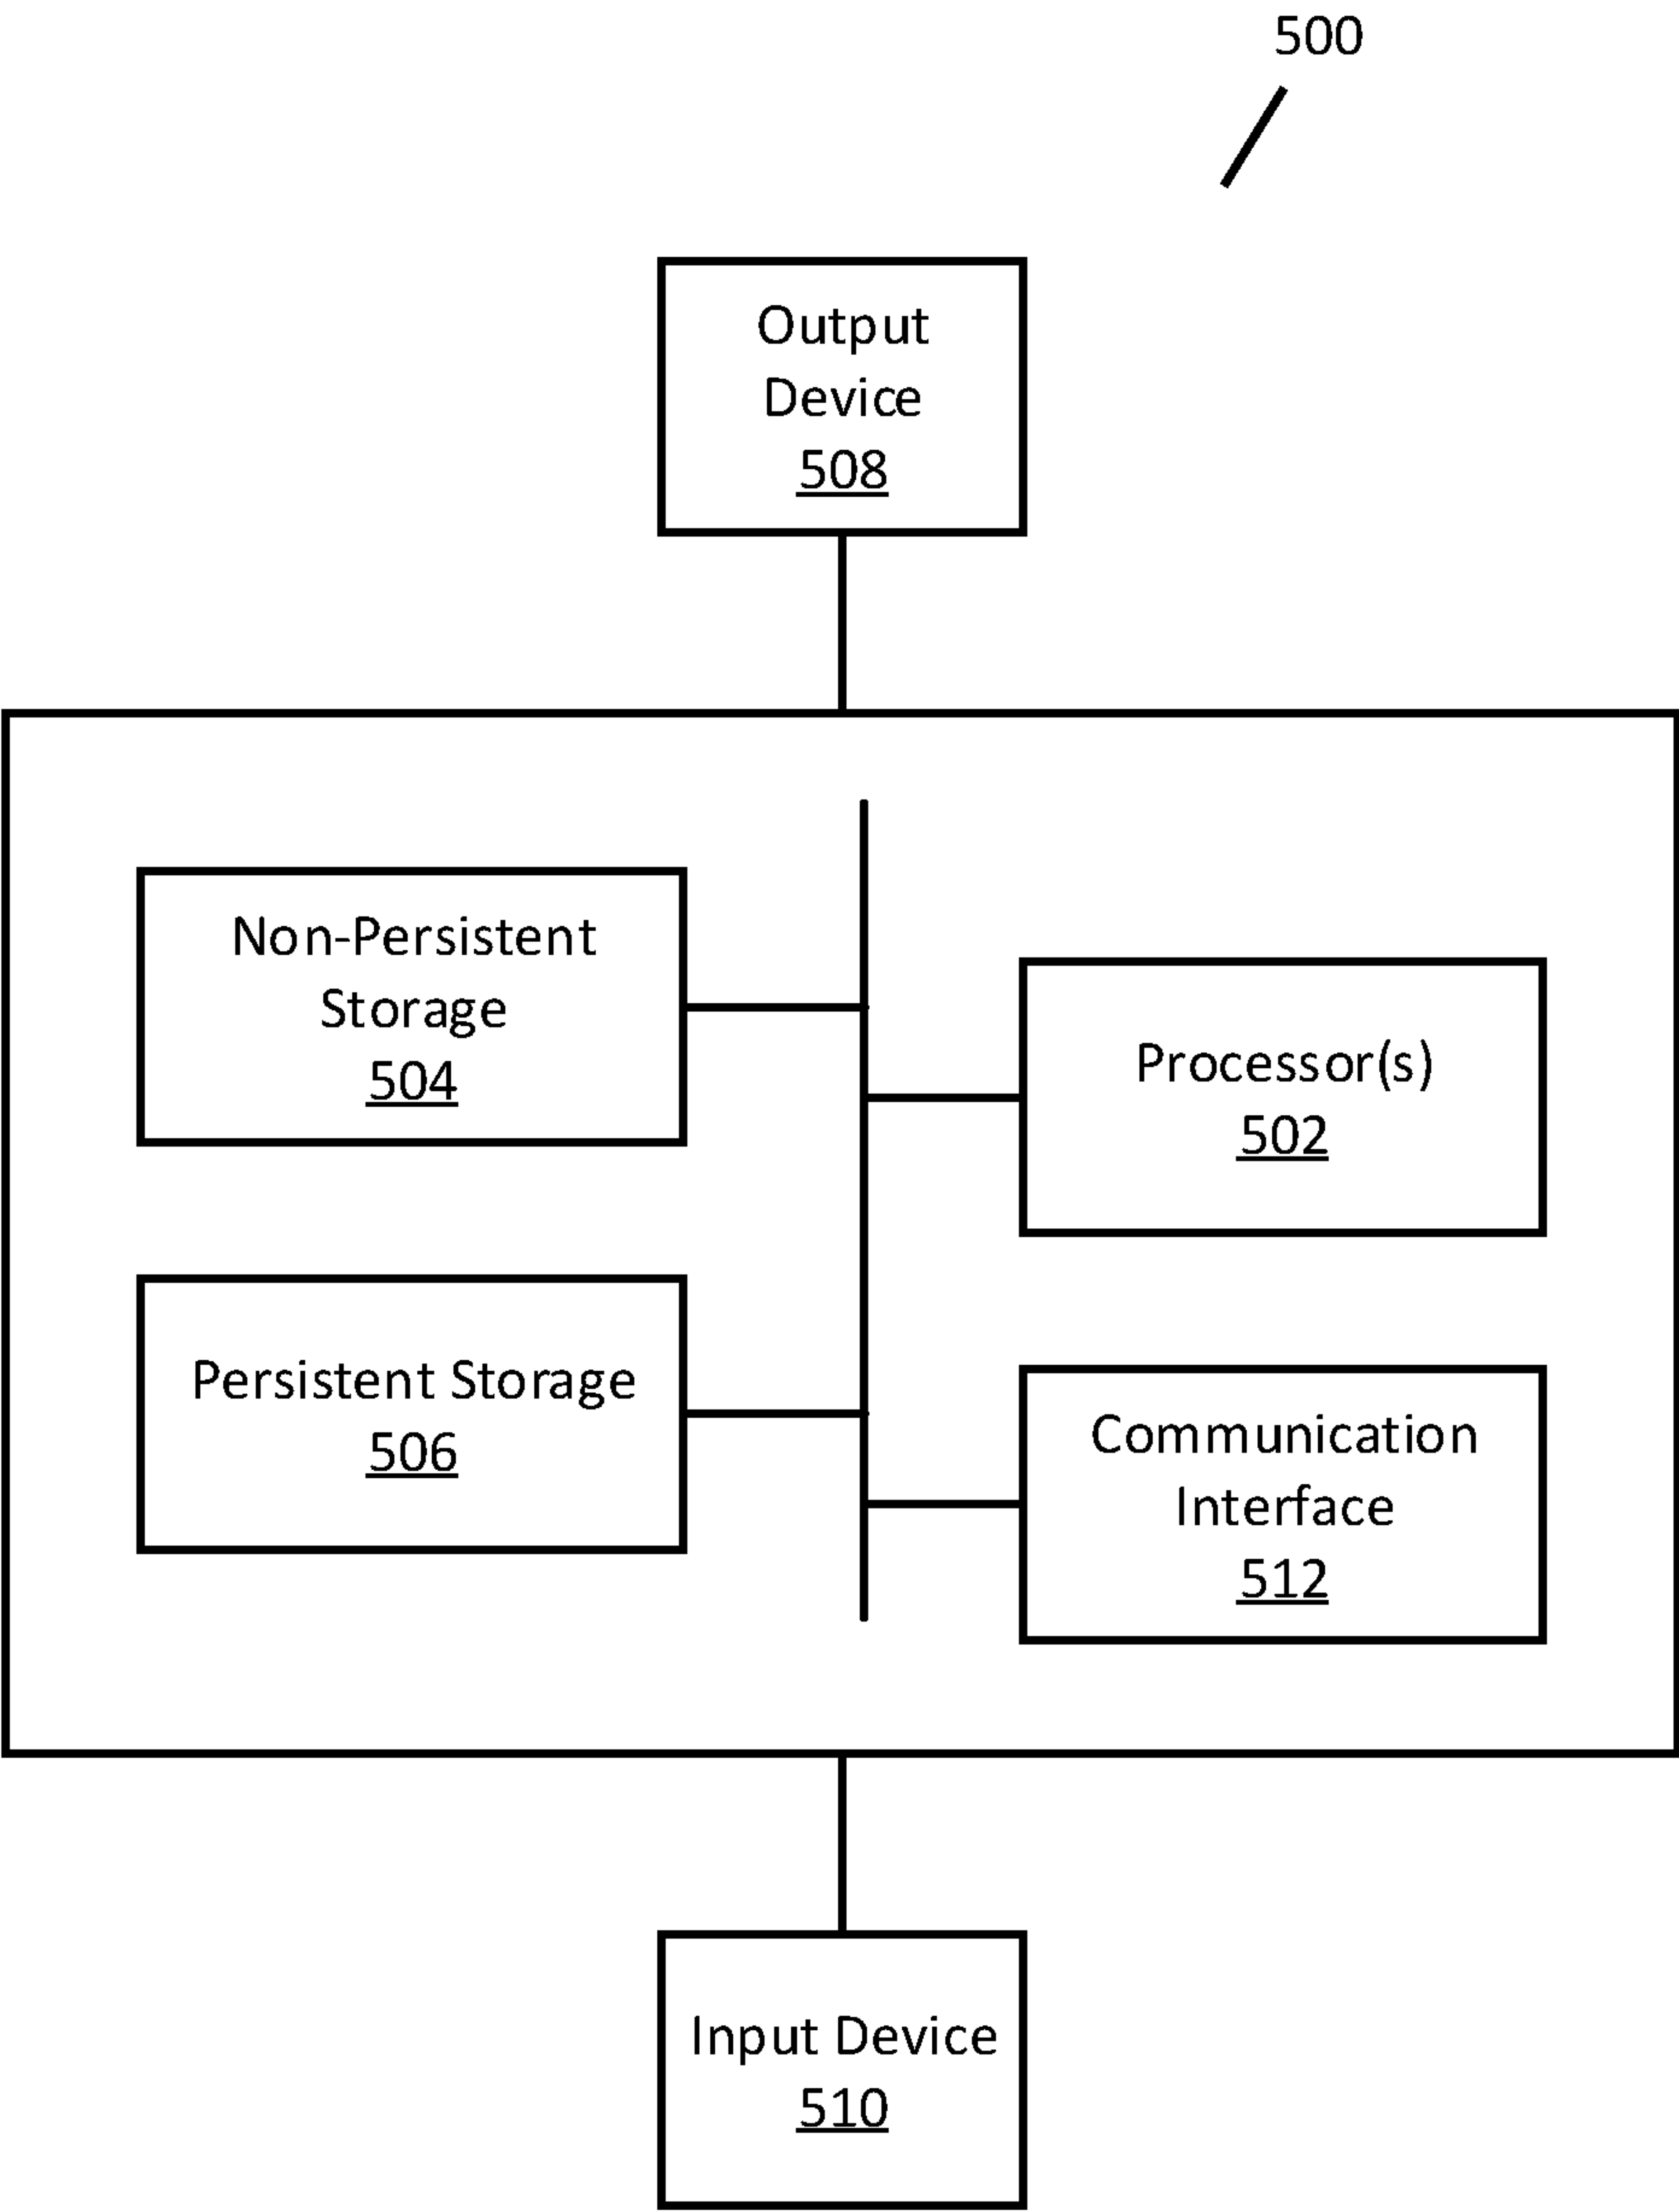 500
Output
Device
508
Non-Persistent
Storage
504
Processor(s)
502
Persistent Storage
506
Communication
Interface
512
Input Device
510